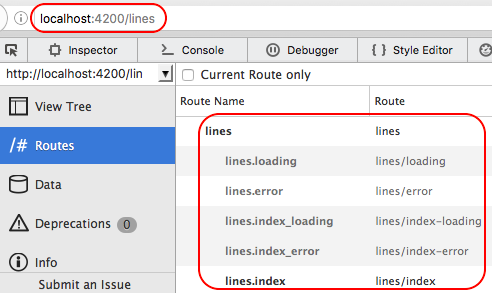 localhost:4200/lines
Inspector Console Debugger { } Style Editor
http://localhost:4200/lin Current Route only
Route Name Route
View Tree
/# Routes
Data
Deprecations 0
Info
Submit an Issue
lines lines
lines.loading lines/loading
lines.error lines/error
lines.index_loading lines/index-loading
lines.index_error lines/index-error
lines.index lines/index